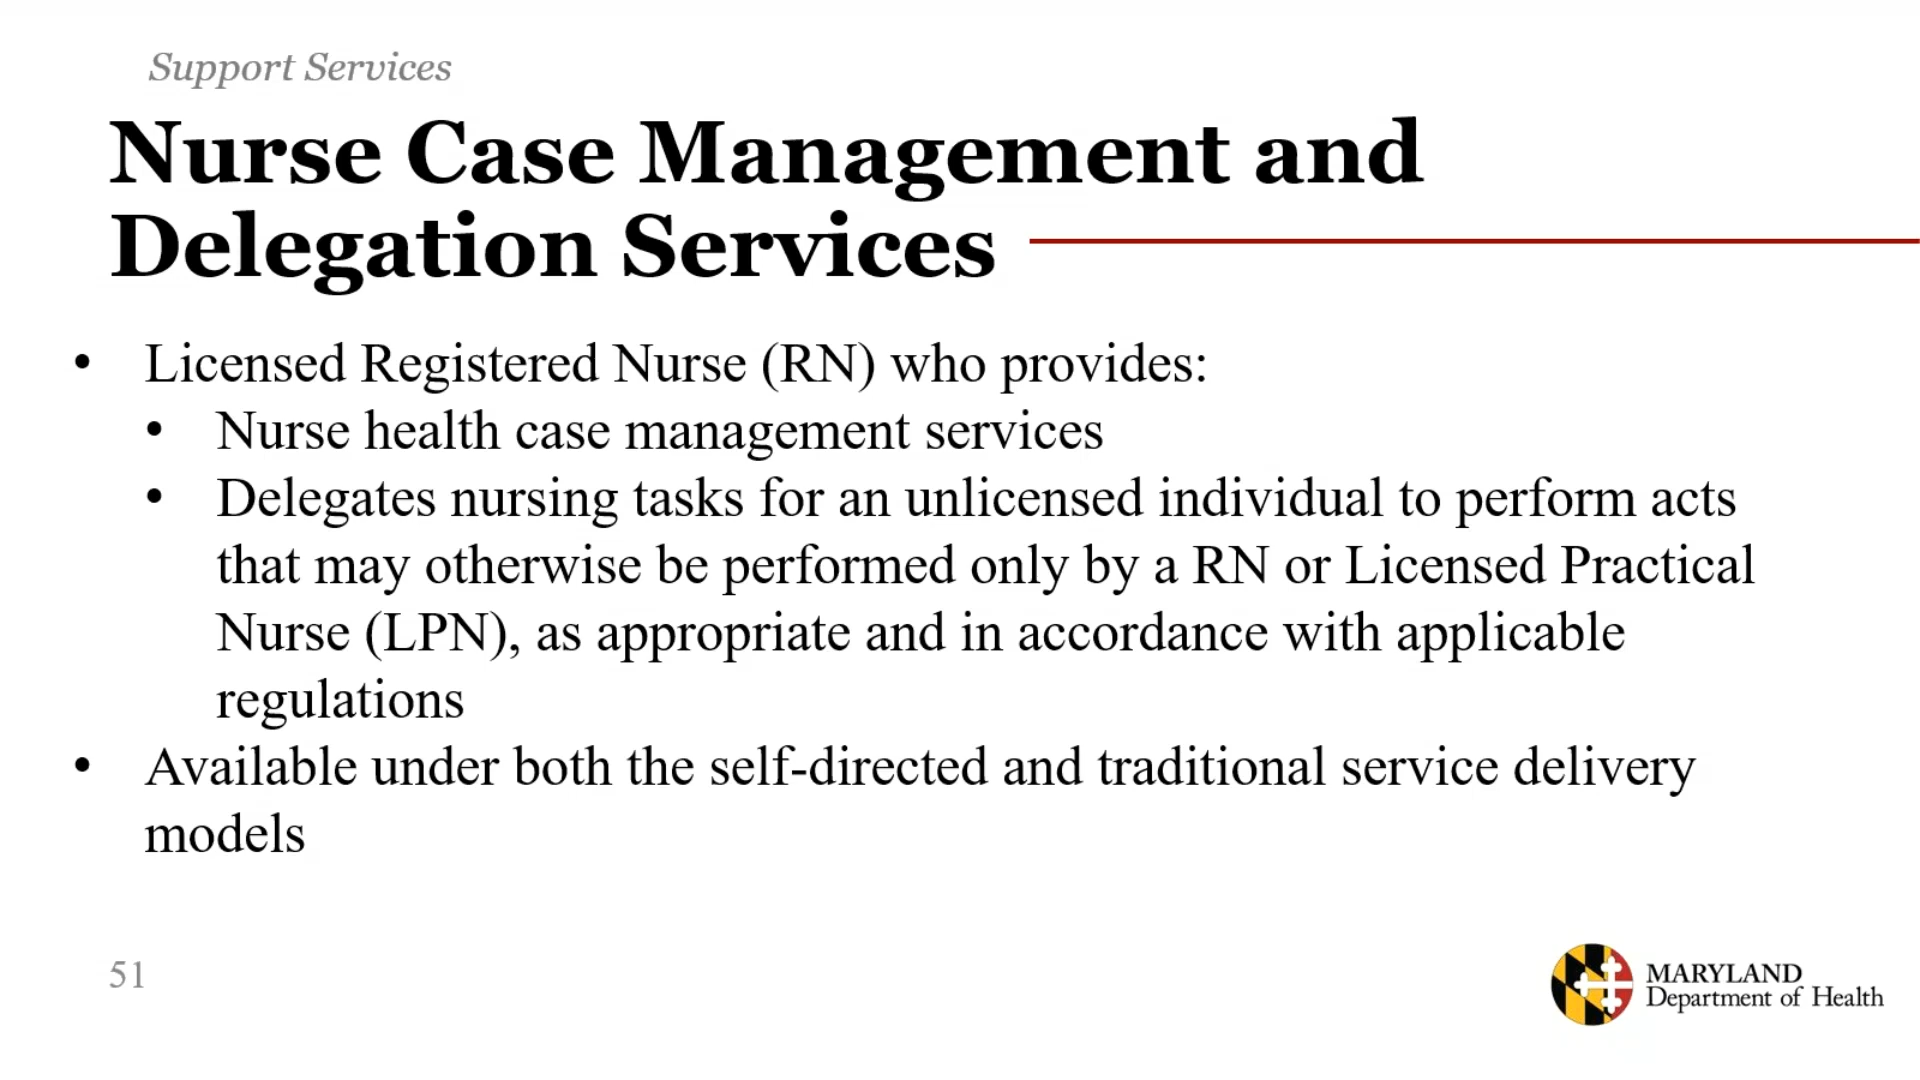 Support Services
Nurse Case Management and
Delegation Services
• Licensed Registered Nurse (RN) who provides:
• Nurse health case management services
• Delegates nursing tasks for an unlicensed individual to perform acts
that may otherwise be performed only by a RN or Licensed Practical
Nurse (LPN), as appropriate and in accordance with applicable
regulations
• Available under both the self-directed and traditional service delivery
models
51
MARYLAND
Department of Health